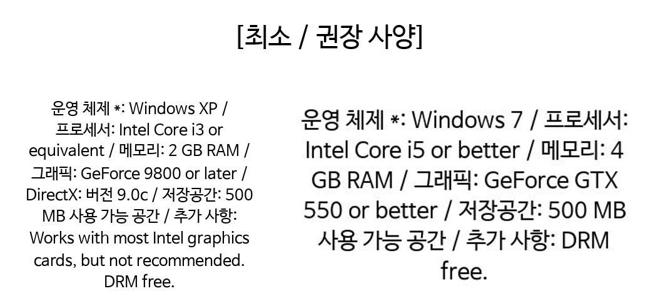 [최소 / 권장 사양]
운영 체제 *: Windows XP /
프로세서: Intel Core i3 or
equivalent / 메모리: 2 GB RAM /
그래픽: GeForce 9800 or later /
DirectX: 버전 9.0c / 저장공간: 500
MB 사용 가능 공간 / 추가 사항:
Works with most Intel graphics
cards, but not recommended.
DRM free.
운영 체제 *: Windows 7 / 프로세서:
Intel Core i5 or better / 메모리: 4
GB RAM / 그래픽: GeForce GTX
550 or better / 저장공간: 500 MB
사용 가능 공간 / 추가 사항: DRM
free.